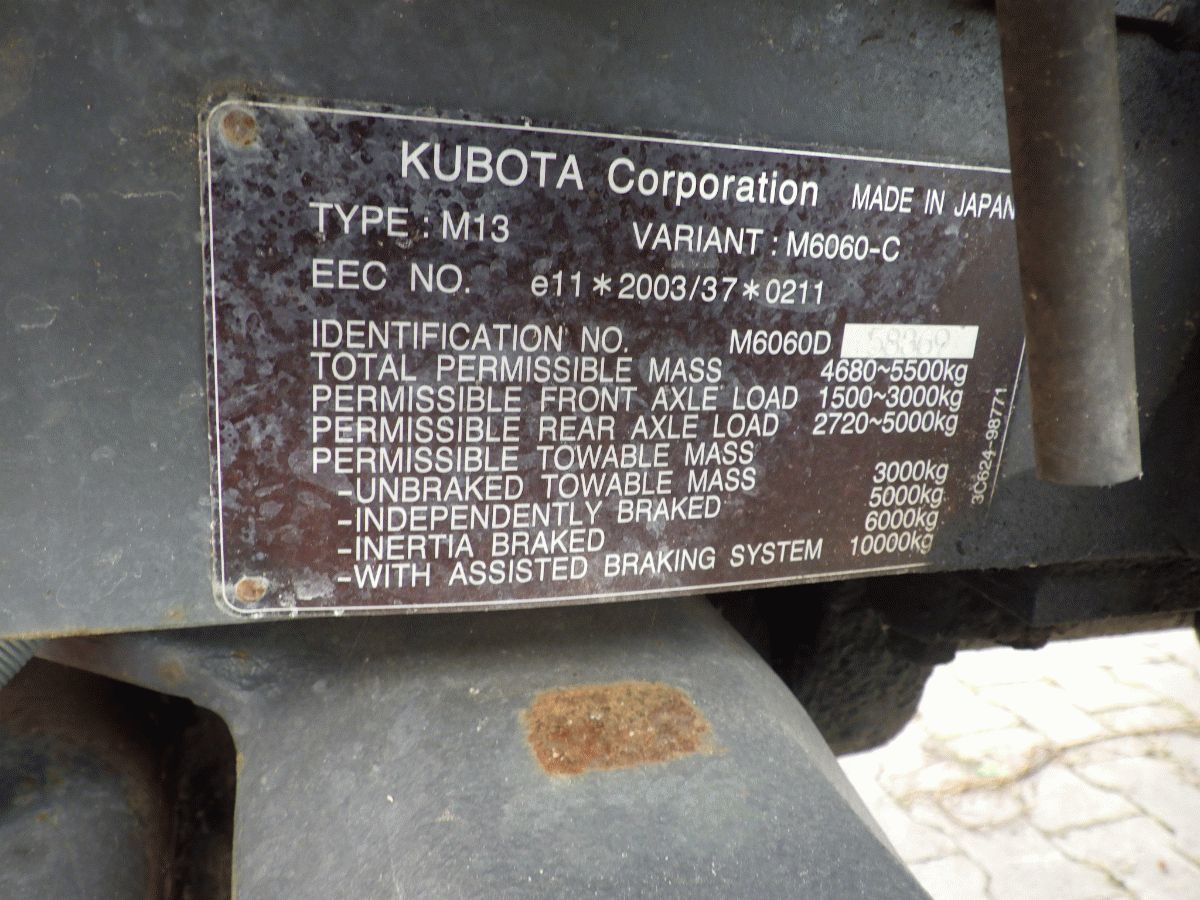 KUBOTA Corporation MADE IN JAPAN
TYPE : M13 VARIANT : M6060-C
EEC NO. e11*2003/37*0211
IDENTIFICATION NO. M6060D 58369
TOTAL PERMISSIBLE MASS 4680~5500kg
PERMISSIBLE FRONT AXLE LOAD 1500~3000kg
PERMISSIBLE REAR AXLE LOAD 2720~5000kg
PERMISSIBLE TOWABLE MASS
-UNBRAKED TOWABLE MASS 3000kg
-INDEPENDENTLY BRAKED 5000kg
-INERTIA BRAKED 6000kg
-WITH ASSISTED BRAKING SYSTEM 10000kg
3C624-98771